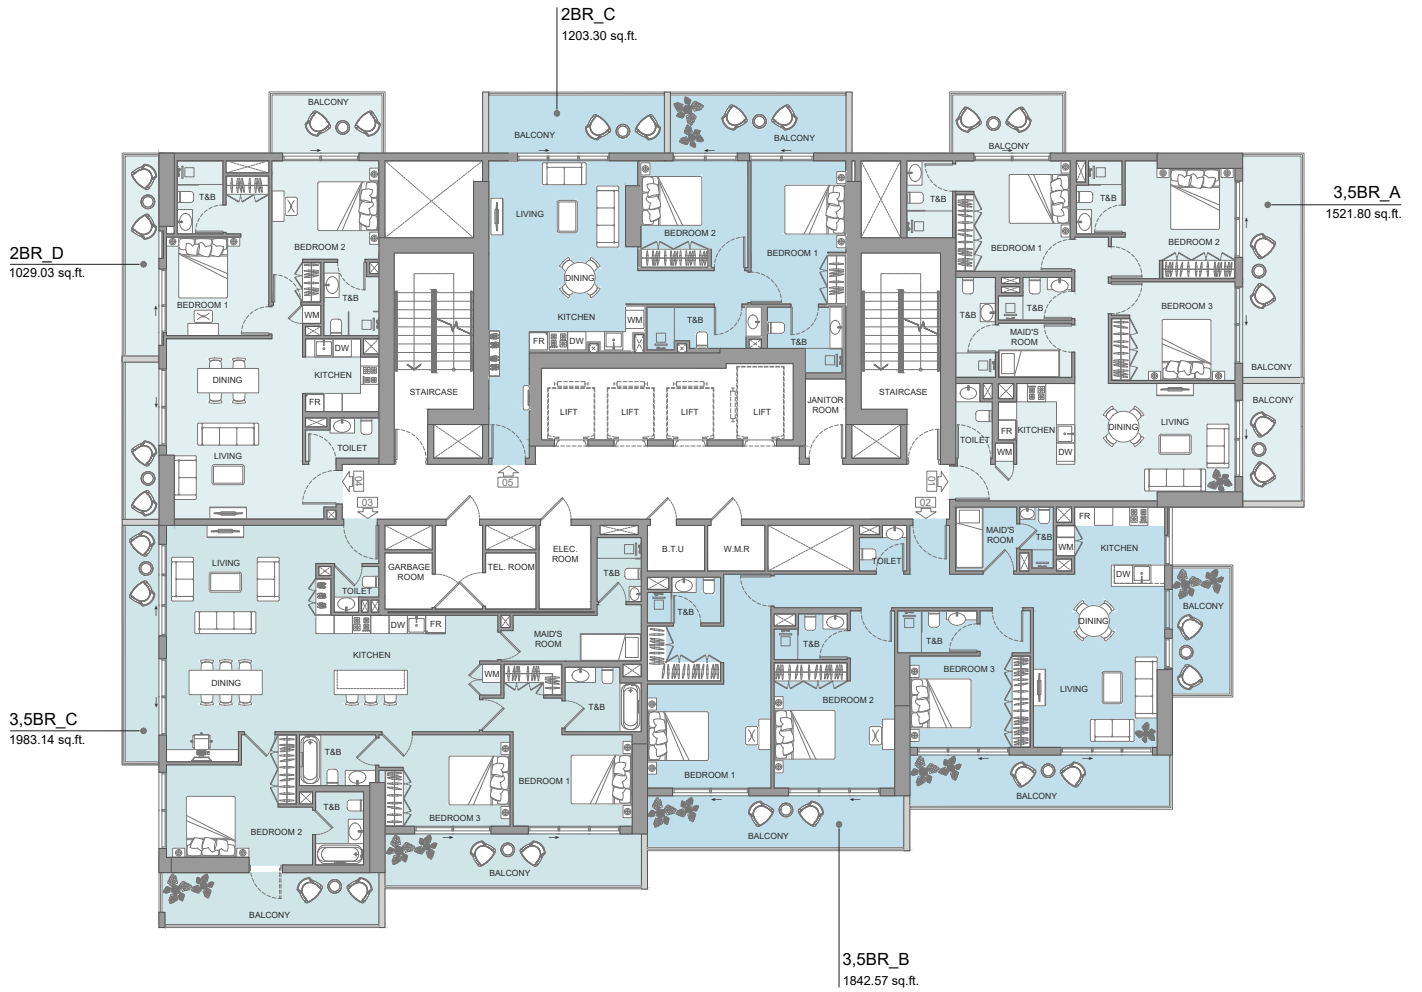 2BR_C
1203.30 sq.ft.
BALCONY
BALCONY
BALCONY
BALCONY
3,5BR_A
1521.80 sq.ft.
2BR_D
1029.03 sq.ft.
T&B
BEDROOM 2
BEDROOM 1
T&B
WM
DW
KITCHEN
FR
DINING
LIVING
TOILET
STAIRCASE
LIVING
DINING
KITCHEN
FR
DW
WM
BEDROOM 2
BEDROOM 1
T&B
T&B
LIFT
LIFT
LIFT
LIFT
JANITOR
ROOM
STAIRCASE
T&B
BEDROOM 1
T&B
BEDROOM 2
T&B
T&B
MAID'S
ROOM
BEDROOM 3
BALCONY
BALCONY
TOILET
FR
WM
KITCHEN
DW
DINING
LIVING
04
03
05
01
02
LIVING
TOILET
GARBAGE
ROOM
TEL. ROOM
ELEC.
ROOM
B.T.U
W.M.R
T&B
MAID'S
ROOM
DW
FR
KITCHEN
DINING
WM
T&B
3,5BR_C
1983.14 sq.ft.
T&B
BEDROOM 2
T&B
BEDROOM 3
BEDROOM 1
BALCONY
BALCONY
TOILET
MAID'S
ROOM
T&B
FR
WM
KITCHEN
DW
DINING
BALCONY
LIVING
T&B
T&B
T&B
BEDROOM 3
BEDROOM 2
BEDROOM 1
BALCONY
BALCONY
3,5BR_B
1842.57 sq.ft.